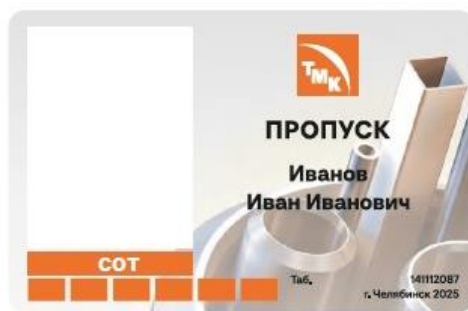 ТМК
ПРОПУСК
Иванов
Иван Иванович
СОТ
Таб. 141112087
г. Челябинск 2025